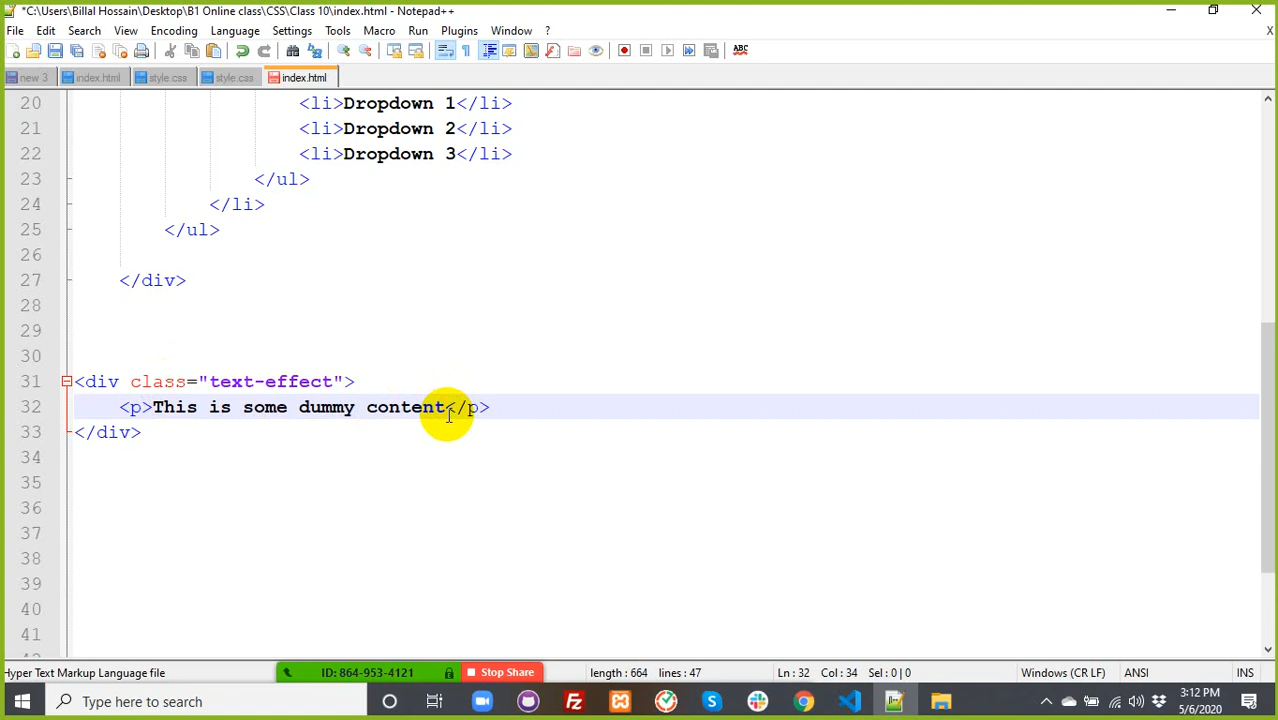 *C:\Users\Billal Hossain\Desktop\B1 Online class\CSS\Class 10\index.html - Notepad++
File Edit Search View Encoding Language Settings Tools Macro Run Plugins Window ? X
ABC
new 3 index.html style.css style.css index.html
20 <li>Dropdown 1</li>
21 <li>Dropdown 2</li>
22 <li>Dropdown 3</li>
23 </ul>
24 </li>
25 </ul>
26
27 </div>
28
29
30
31 <div class="text-effect">
32 <p>This is some dummy content</p>
33 </div>
34
35
36
37
38
39
40
41
Hyper Text Markup Language file ID: 864-953-4121 Stop Share length : 664 lines : 47 Ln : 32 Col : 34 Sel : 0 | 0 Windows (CR LF) ANSI INS
Type here to search 3:12 PM
5/6/2020